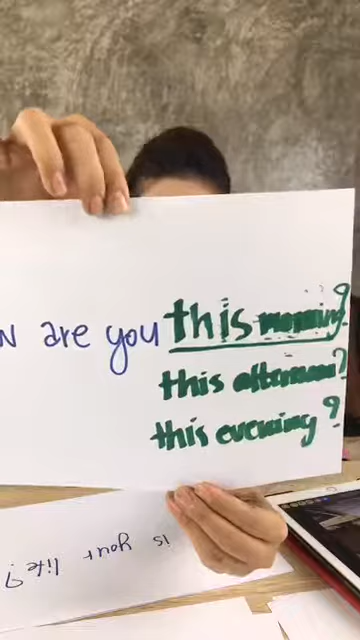 w are you this morning?
this afternoon?
this evening?
is your life?